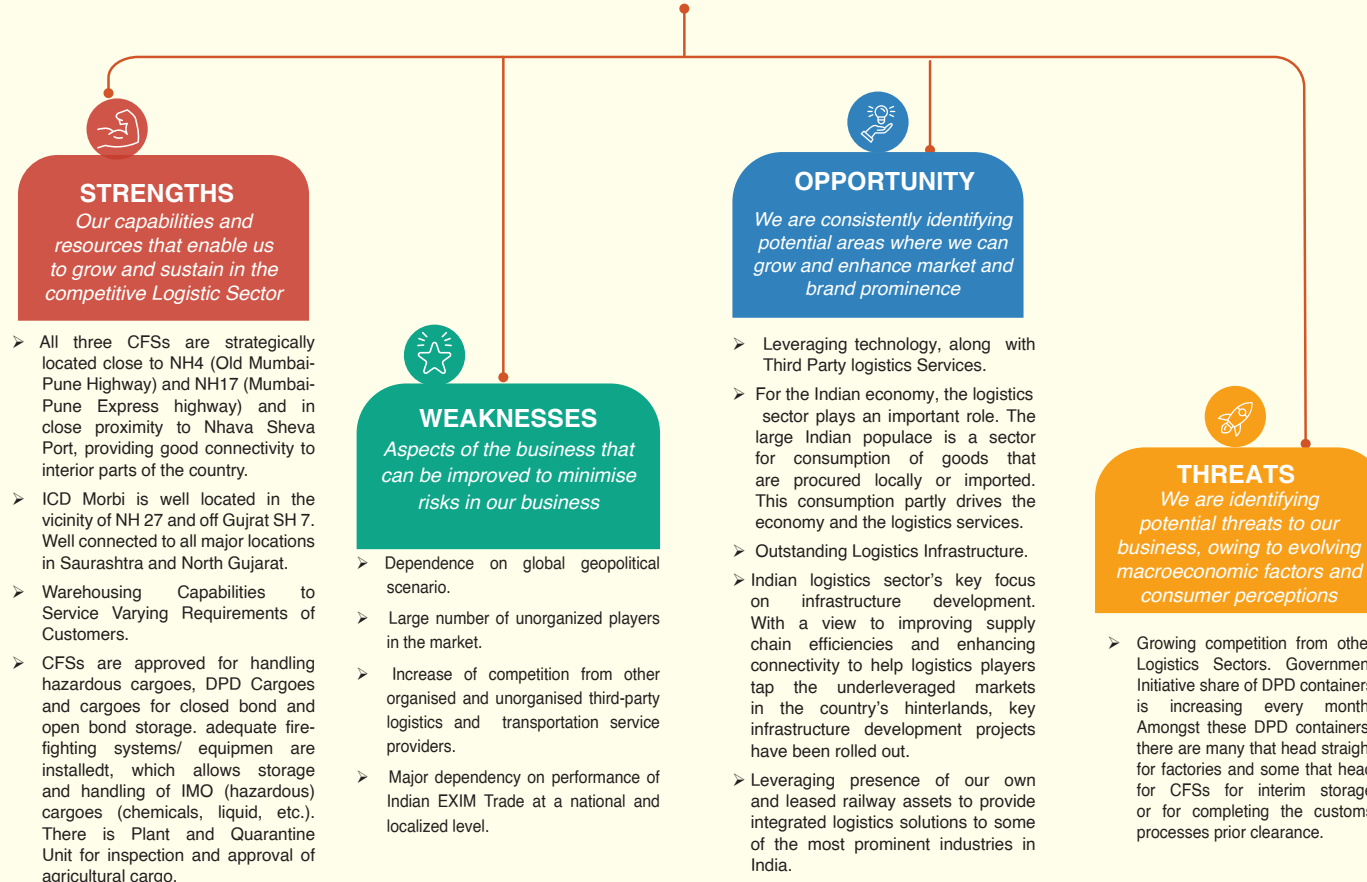 STRENGTHS
Our capabilities and
resources that enable us
to grow and sustain in the
competitive Logistic Sector
➢ All three CFSs are strategically
located close to NH4 (Old Mumbai-
Pune Highway) and NH17 (Mumbai-
Pune Express highway) and in
close proximity to Nhava Sheva
Port, providing good connectivity to
interior parts of the country.
➢ ICD Morbi is well located in the
vicinity of NH 27 and off Gujrat SH 7.
Well connected to all major locations
in Saurashtra and North Gujarat.
➢ Warehousing Capabilities to
Service Varying Requirements of
Customers.
➢ CFSs are approved for handling
hazardous cargoes, DPD Cargoes
and cargoes for closed bond and
open bond storage. adequate fire-
fighting systems/ equipmen are
installedt, which allows storage
and handling of IMO (hazardous)
cargoes (chemicals, liquid, etc.).
There is Plant and Quarantine
Unit for inspection and approval of
agricultural cargo.
WEAKNESSES
Aspects of the business that
can be improved to minimise
risks in our business
➢ Dependence on global geopolitical
scenario.
➢ Large number of unorganized players
in the market.
➢ Increase of competition from other
organised and unorganised third-party
logistics and transportation service
providers.
➢ Major dependency on performance of
Indian EXIM Trade at a national and
localized level.
OPPORTUNITY
We are consistently identifying
potential areas where we can
grow and enhance market and
brand prominence
➢ Leveraging technology, along with
Third Party logistics Services.
➢ For the Indian economy, the logistics
sector plays an important role. The
large Indian populace is a sector
for consumption of goods that
are procured locally or imported.
This consumption partly drives the
economy and the logistics services.
➢ Outstanding Logistics Infrastructure.
➢ Indian logistics sector's key focus
on infrastructure development.
With a view to improving supply
chain efficiencies and enhancing
connectivity to help logistics players
tap the underleveraged markets
in the country's hinterlands, key
infrastructure development projects
have been rolled out.
➢ Leveraging presence of our own
and leased railway assets to provide
integrated logistics solutions to some
of the most prominent industries in
India.
THREATS
We are identifying
potential threats to our
business, owing to evolving
macroeconomic factors and
consumer perceptions
➢ Growing competition from othe
Logistics Sectors. Governmen
Initiative share of DPD containers
is increasing every month
Amongst these DPD containers
there are many that head straigh
for factories and some that head
for CFSs for interim storage
or for completing the customs
processes prior clearance.